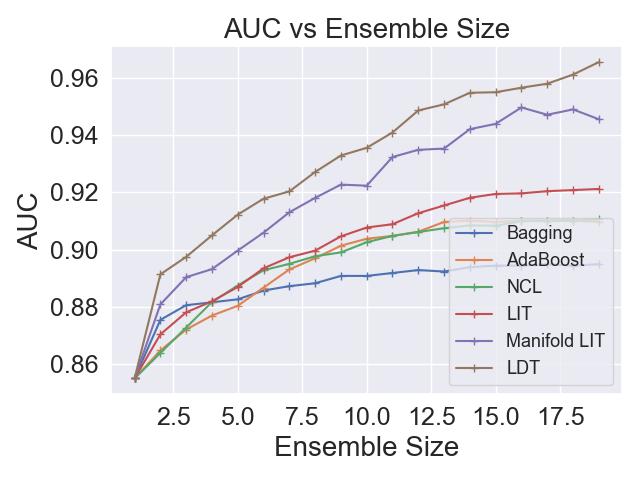 AUC vs Ensemble Size
AUC
0.96
0.94
0.92
0.90
0.88
0.86
Bagging
AdaBoost
NCL
LIT
Manifold LIT
LDT
2.5 5.0 7.5 10.0 12.5 15.0 17.5
Ensemble Size